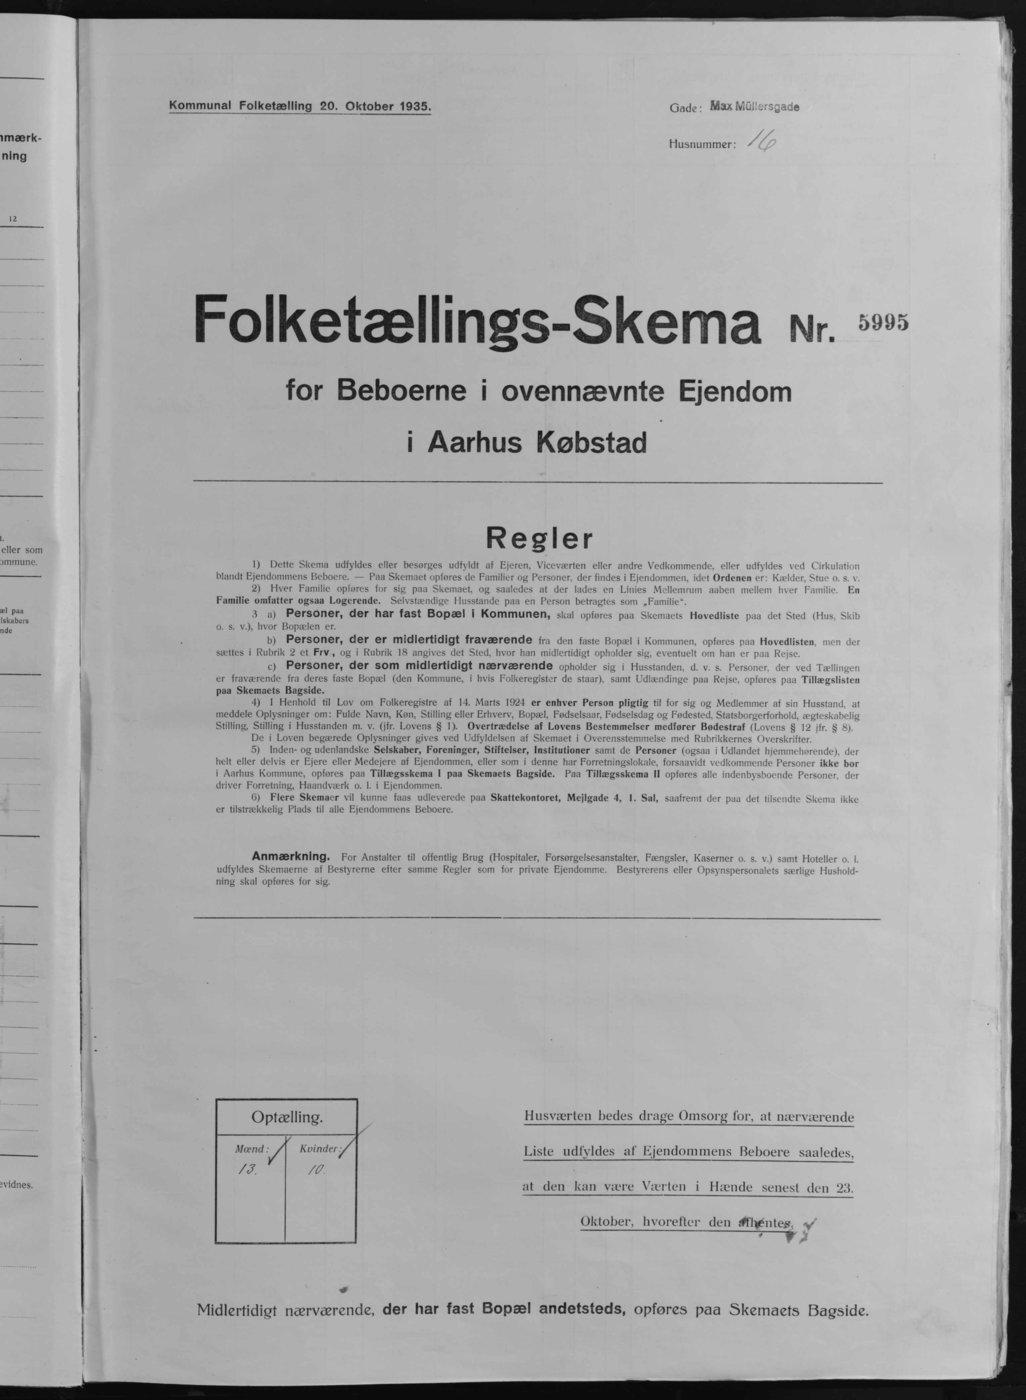 nmærk-
ning
12
eller som
ommune.
æl paa
lskabers
nde
evidnes.
Kommunal Folketælling 20. Oktober 1935.
Gade: Max Müllersgade
Husnummer: 16
Folketællings-Skema Nr. 5995
for Beboerne i ovennævnte Ejendom
i Aarhus Købstad
Regler
1) Dette Skema udfyldes eller besørges udfyldt af Ejeren, Viceværten eller andre Vedkommende, eller udfyldes ved Cirkulation
blandt Ejendommens Beboere. — Paa Skemaet opføres de Familier og Personer, der findes i Ejendommen, idet Ordenen er: Kælder, Stue o. s. v.
2) Hver Familie opføres for sig paa Skemaet, og saaledes at der lades en Linies Mellemrum aaben mellem hver Familie. En
Familie omfatter ogsaa Logerende. Selvstændige Husstande paa en Person betragtes som „Familie“.
3 a) Personer, der har fast Bopæl i Kommunen, skal opføres paa Skemaets Hovedliste paa det Sted (Hus, Skib
o. s. v.), hvor Bopælen er.
b) Personer, der er midlertidigt fraværende fra den faste Bopæl i Kommunen, opføres paa Hovedlisten, men der
sættes i Rubrik 2 et Frv., og i Rubrik 18 angives det Sted, hvor han midlertidigt opholder sig, eventuelt om han er paa Rejse.
c) Personer, der som midlertidigt nærværende opholder sig i Husstanden, d. v. s. Personer, der ved Tællingen
er fraværende fra deres faste Bopæl (den Kommune, i hvis Folkeregister de staar), samt Udlændinge paa Rejse, opføres paa Tillægslisten
paa Skemaets Bagside.
4) I Henhold til Lov om Folkeregistre af 14. Marts 1924 er enhver Person pligtig til for sig og Medlemmer af sin Husstand, at
meddele Oplysninger om: Fulde Navn, Køn, Stilling eller Erhverv, Bopæl, Fødselsaar, Fødselsdag og Fødested, Statsborgerforhold, ægteskabelig
Stilling, Stilling i Husstanden m. v. (jfr. Lovens § 1). Overtrædelse af Lovens Bestemmelser medfører Bødestraf (Lovens § 12 jfr. § 8).
De i Loven begærede Oplysninger gives ved Udfyldelsen af Skemaet i Overensstemmelse med Rubrikkernes Overskrifter.
5) Inden- og udenlandske Selskaber, Foreninger, Stiftelser, Institutioner samt de Personer (ogsaa i Udlandet hjemmehørende), der
helt eller delvis er Ejere eller Medejere af Ejendommen, eller som i denne har Forretningslokale, forsaavidt vedkommende Personer ikke bor
i Aarhus Kommune, opføres paa Tillægsskema I paa Skemaets Bagside. Paa Tillægsskema II opføres alle indenbysboende Personer, der
driver Forretning, Haandværk o. l. i Ejendommen.
6) Flere Skemaer vil kunne faas udleverede paa Skattekontoret, Mejlgade 4, 1. Sal, saafremt der paa det tilsendte Skema ikke
er tilstrækkelig Plads til alle Ejendommens Beboere.
Anmærkning. For Anstalter til offentlig Brug (Hospitaler, Forsørgelsesanstalter, Fængsler, Kaserner o. s. v.) samt Hoteller o. l.
udfyldes Skemaerne af Bestyrerne efter samme Regler som for private Ejendomme. Bestyrerens eller Opsynspersonalets særlige Hushold-
ning skal opføres for sig.
Optælling.
Mænd: Kvinder:
13. 10.
Husværten bedes drage Omsorg for, at nærværende
Liste udfyldes af Ejendommens Beboere saaledes,
at den kan være Værten i Hænde senest den 23.
Oktober, hvorefter den afhentes.
Midlertidigt nærværende, der har fast Bopæl andetsteds, opføres paa Skemaets Bagside.